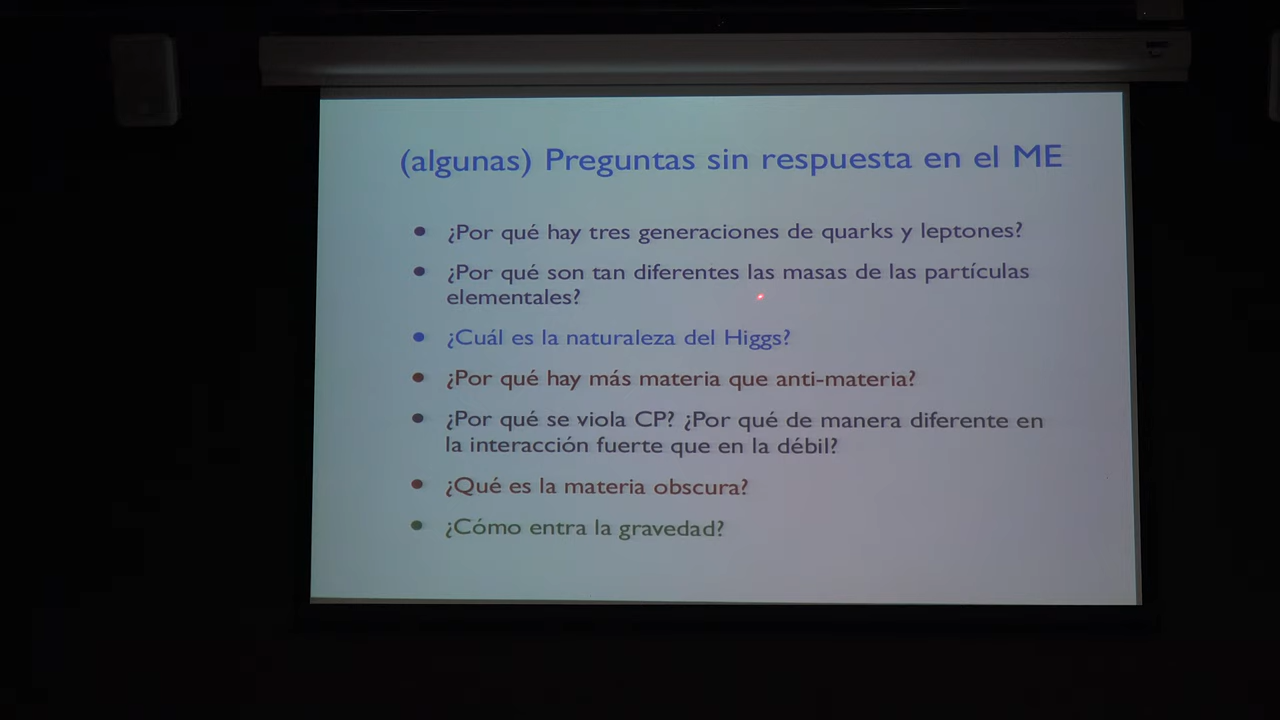 (algunas) Preguntas sin respuesta en el ME
• ¿Por qué hay tres generaciones de quarks y leptones?
• ¿Por qué son tan diferentes las masas de las partículas
elementales?
• ¿Cuál es la naturaleza del Higgs?
• ¿Por qué hay más materia que anti-materia?
• ¿Por qué se viola CP? ¿Por qué de manera diferente en
la interacción fuerte que en la débil?
• ¿Qué es la materia obscura?
• ¿Cómo entra la gravedad?